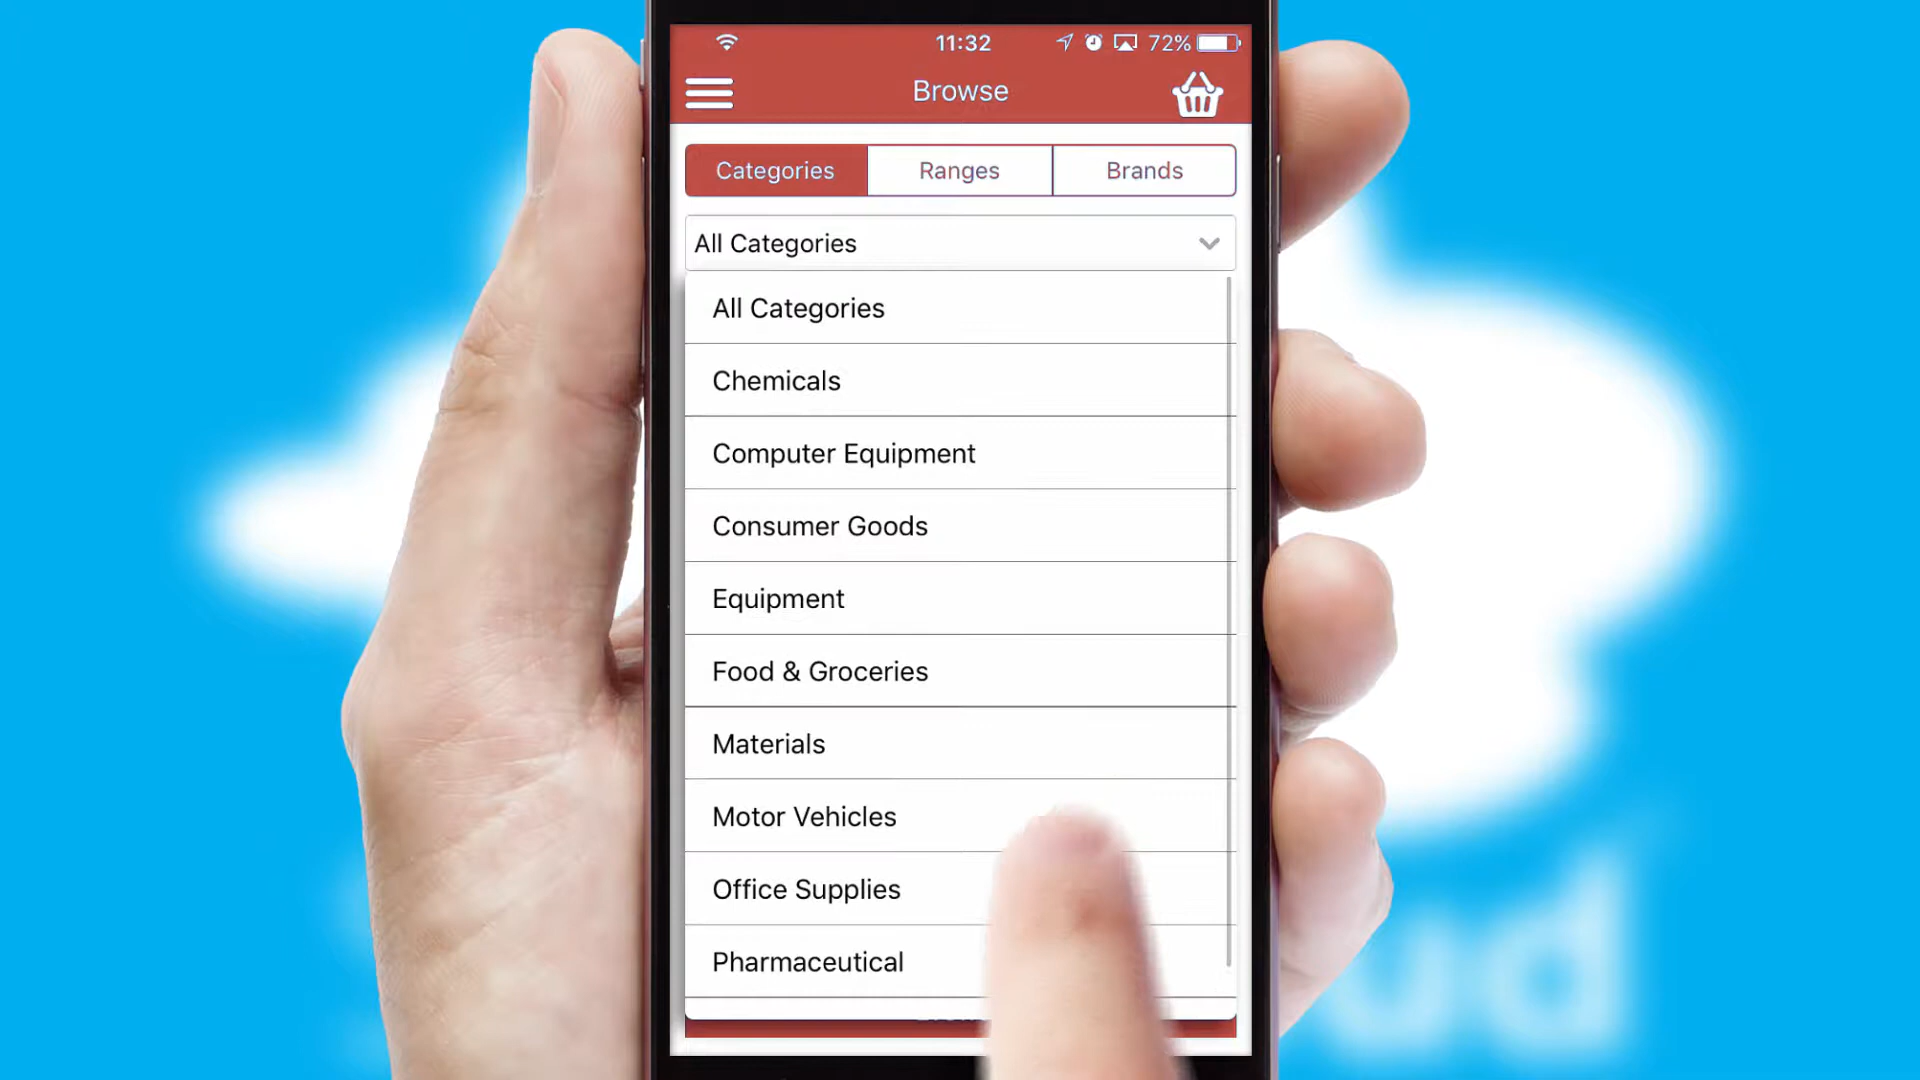 11:32
72%
Browse
Categories
Ranges
Brands
All Categories
All Categories
Chemicals
Computer Equipment
Consumer Goods
Equipment
Food & Groceries
Materials
Motor Vehicles
Office Supplies
Pharmaceutical